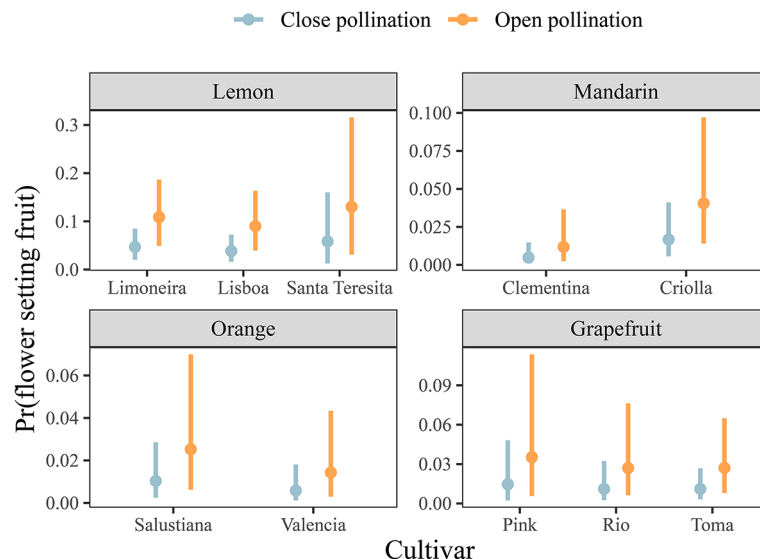 Close pollination Open pollination
Lemon Mandarin
0.3
0.2
0.1
0.0
Limoneira Lisboa Santa Teresita
0.100
0.075
0.050
0.025
0.000
Clementina Criolla
Orange Grapefruit
0.06
0.04
0.02
0.00
Salustiana Valencia
0.09
0.06
0.03
0.00
Pink Rio Toma
Pr(flower setting fruit)
Cultivar